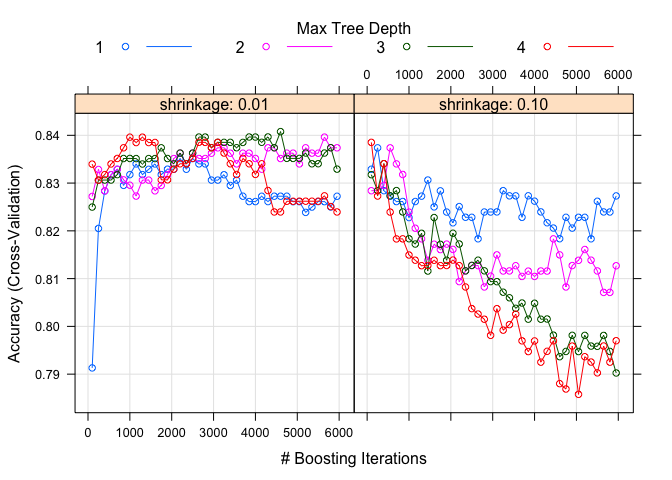 Max Tree Depth
1 2 3 4
0 1000 2000 3000 4000 5000 6000
shrinkage: 0.01 shrinkage: 0.10
0.84
0.83
0.82
0.81
0.80
0.79
Accuracy (Cross-Validation)
0 1000 2000 3000 4000 5000 6000
# Boosting Iterations